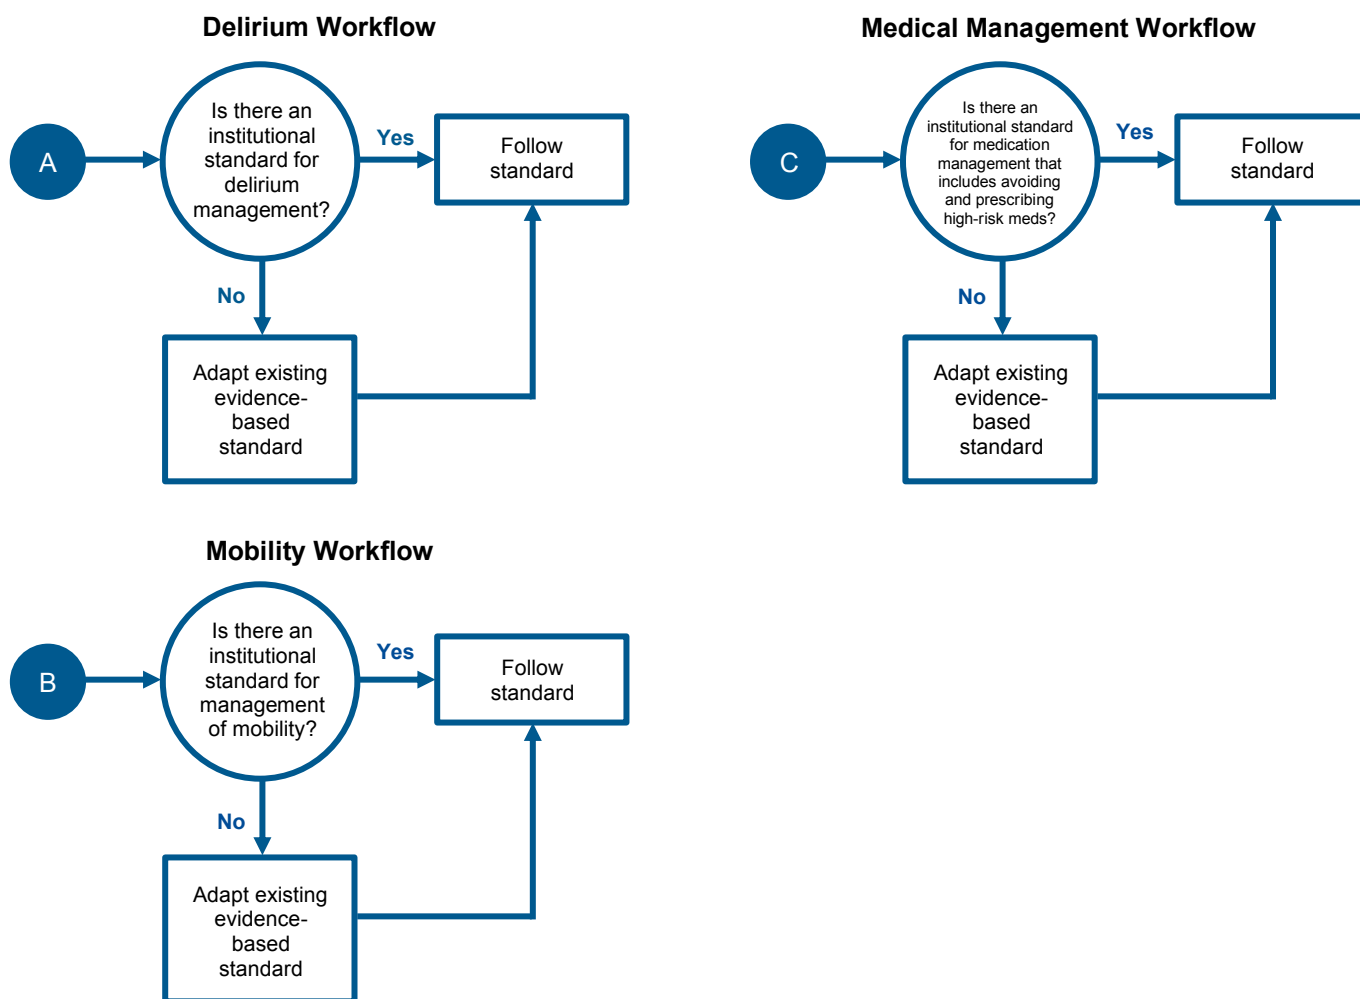 Delirium Workflow
A
Is there an
institutional
standard for
delirium
management?
Yes
Follow
standard
No
Adapt existing
evidence-
based
standard
Medical Management Workflow
C
Is there an
institutional standard
for medication
management that
includes avoiding
and prescribing
high-risk meds?
Yes
Follow
standard
No
Adapt existing
evidence-
based
standard
Mobility Workflow
B
Is there an
institutional
standard for
management
of mobility?
Yes
Follow
standard
No
Adapt existing
evidence-
based
standard